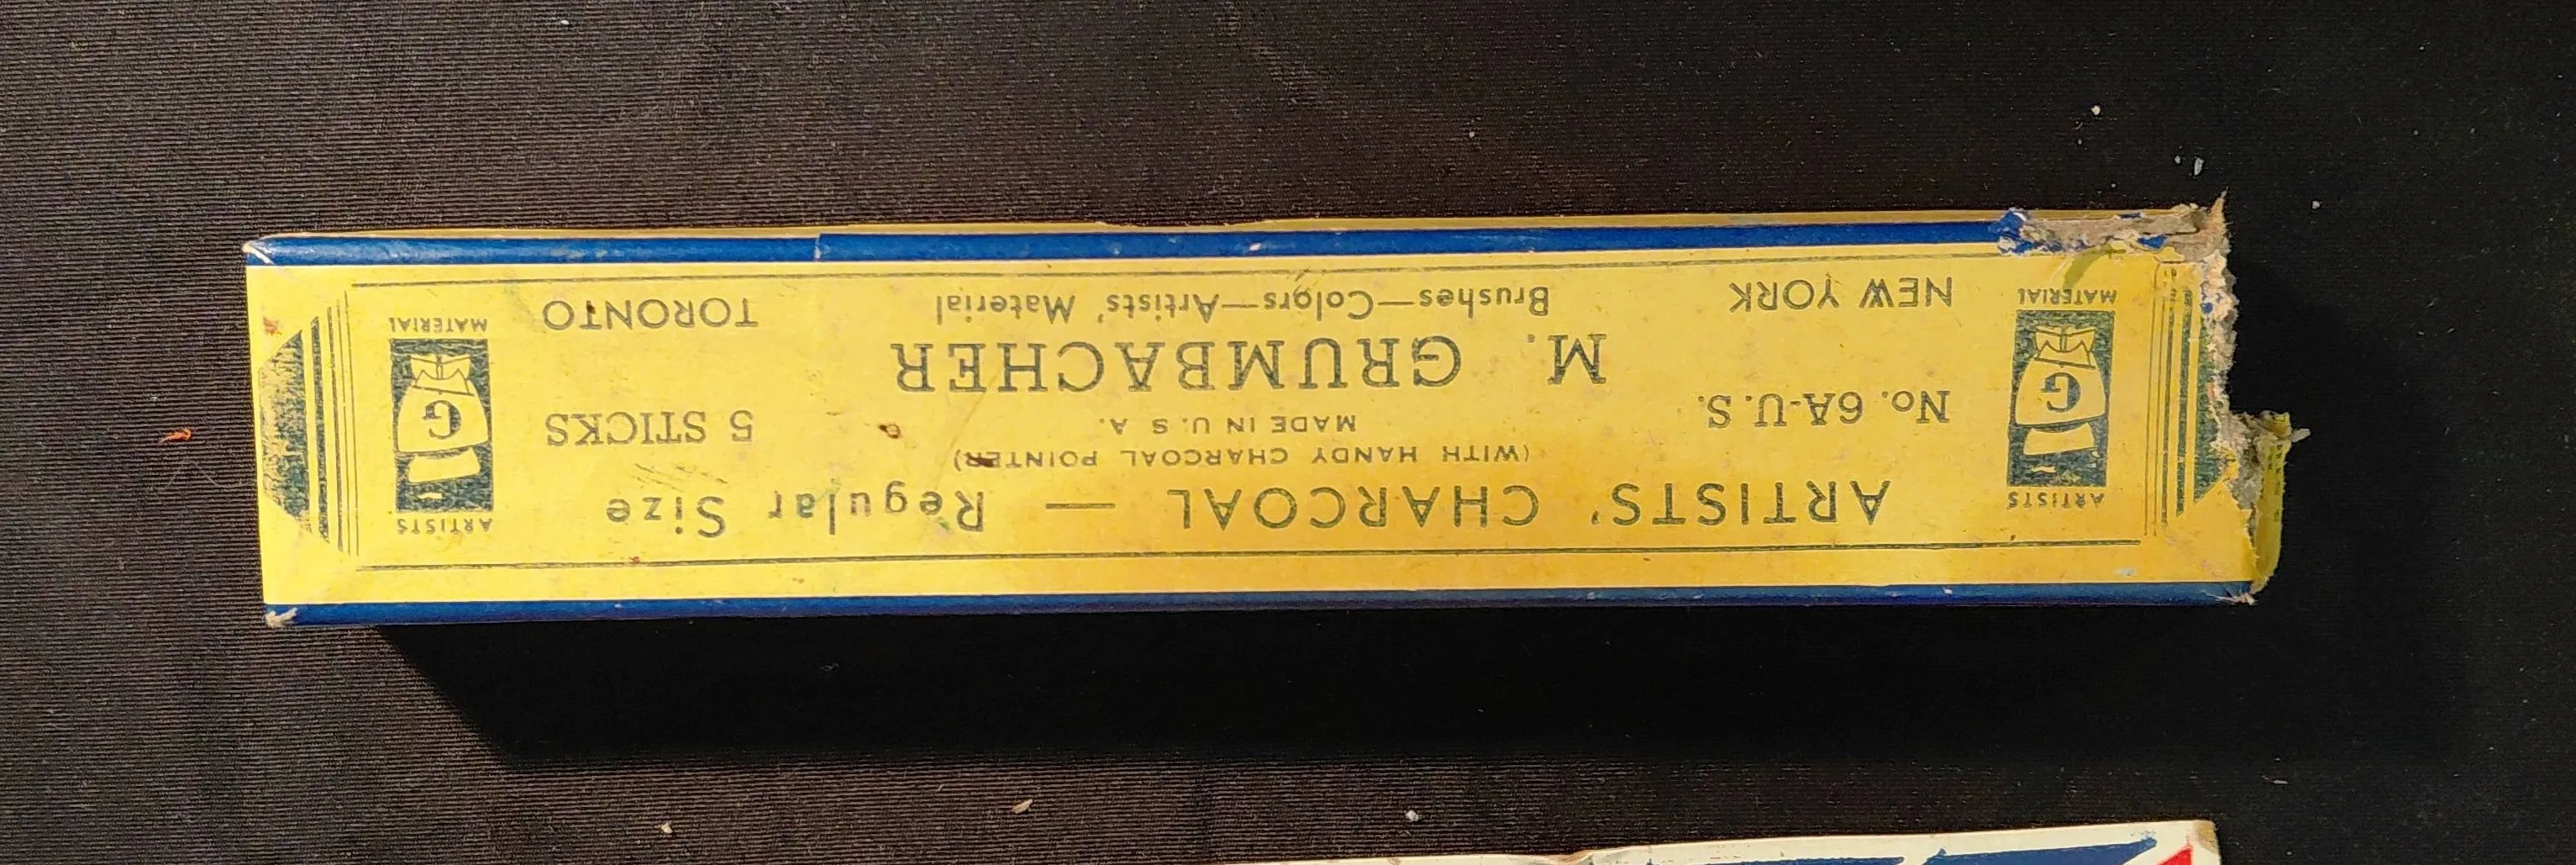 ARTISTS' CHARCOAL — Regular Size
(WITH HANDY CHARCOAL POINTER)
MADE IN U. S. A.
No. 6A-U.S.
5 STICKS
M. GRUMBACHER
NEW YORK
Brushes—Colors—Artists' Material
TORONTO
ARTISTS
G
MATERIAL
ARTISTS
G
MATERIAL